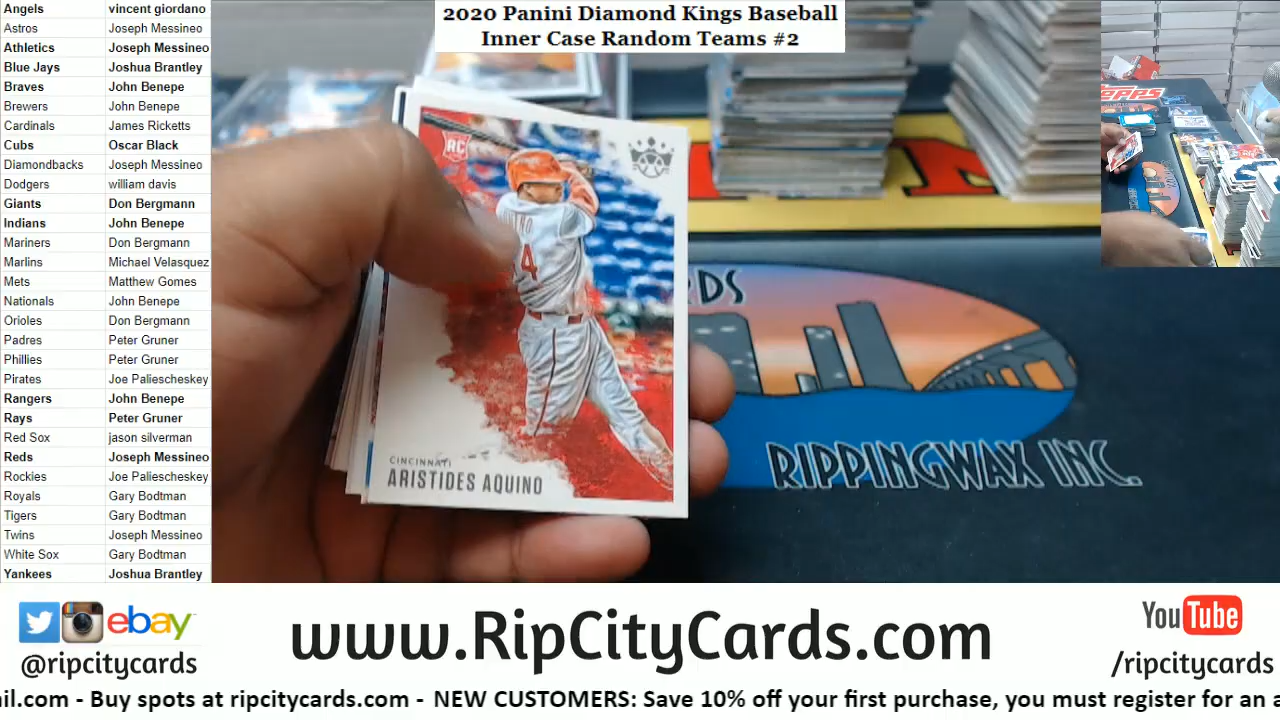 2020 Panini Diamond Kings Baseball
Inner Case Random Teams #2
Angels vincent giordano
Astros Joseph Messineo
Athletics Joseph Messineo
Blue Jays Joshua Brantley
Braves John Benepe
Brewers John Benepe
Cardinals James Ricketts
Cubs Oscar Black
Diamondbacks Joseph Messineo
Dodgers william davis
Giants Don Bergmann
Indians John Benepe
Mariners Don Bergmann
Marlins Michael Velasquez
Mets Matthew Gomes
Nationals John Benepe
Orioles Don Bergmann
Padres Peter Gruner
Phillies Peter Gruner
Pirates Joe Paliescheskey
Rangers John Benepe
Rays Peter Gruner
Red Sox jason silverman
Reds Joseph Messineo
Rockies Joe Paliescheskey
Royals Gary Bodtman
Tigers Gary Bodtman
Twins Joseph Messineo
White Sox Gary Bodtman
Yankees Joshua Brantley
RC
CINCINNATI
ARISTIDES AQUINO
RDS
RIPPINGWAX INC.
TOPPS
ebay
@ripcitycards
www.RipCityCards.com
YouTube
/ripcitycards
il.com - Buy spots at ripcitycards.com - NEW CUSTOMERS: Save 10% off your first purchase, you must register for an a